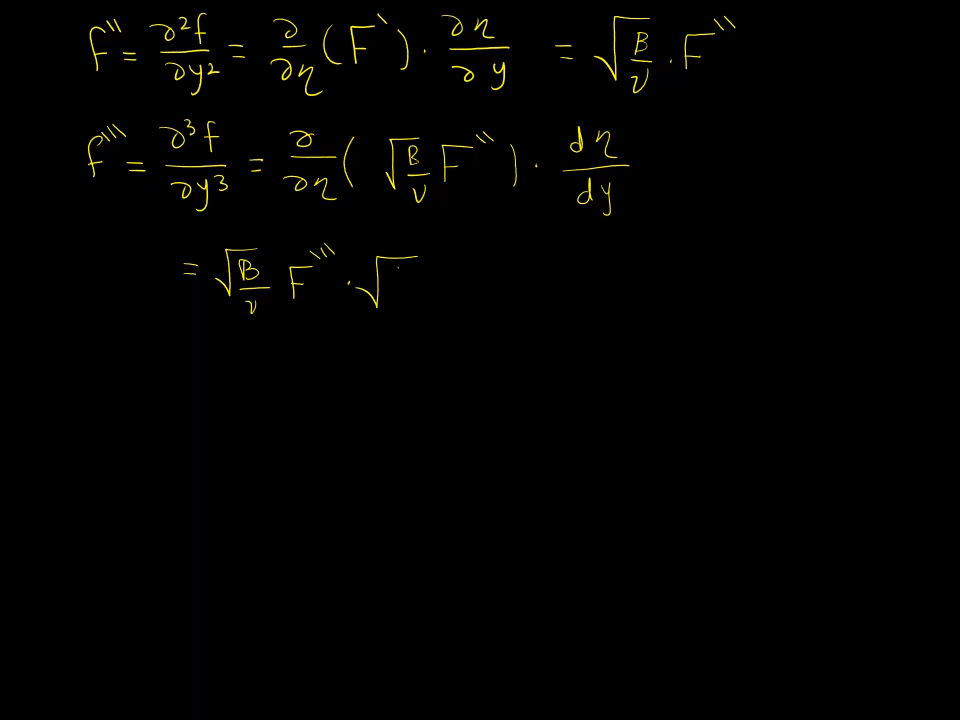 f'' = ∂²f/∂y² = ∂/∂η (F') · ∂η/∂y = √(B/ν) · F''
f''' = ∂³f/∂y³ = ∂/∂η ( √(B/ν) F'' ) · dη/dy
= √(B/ν) F''' · √